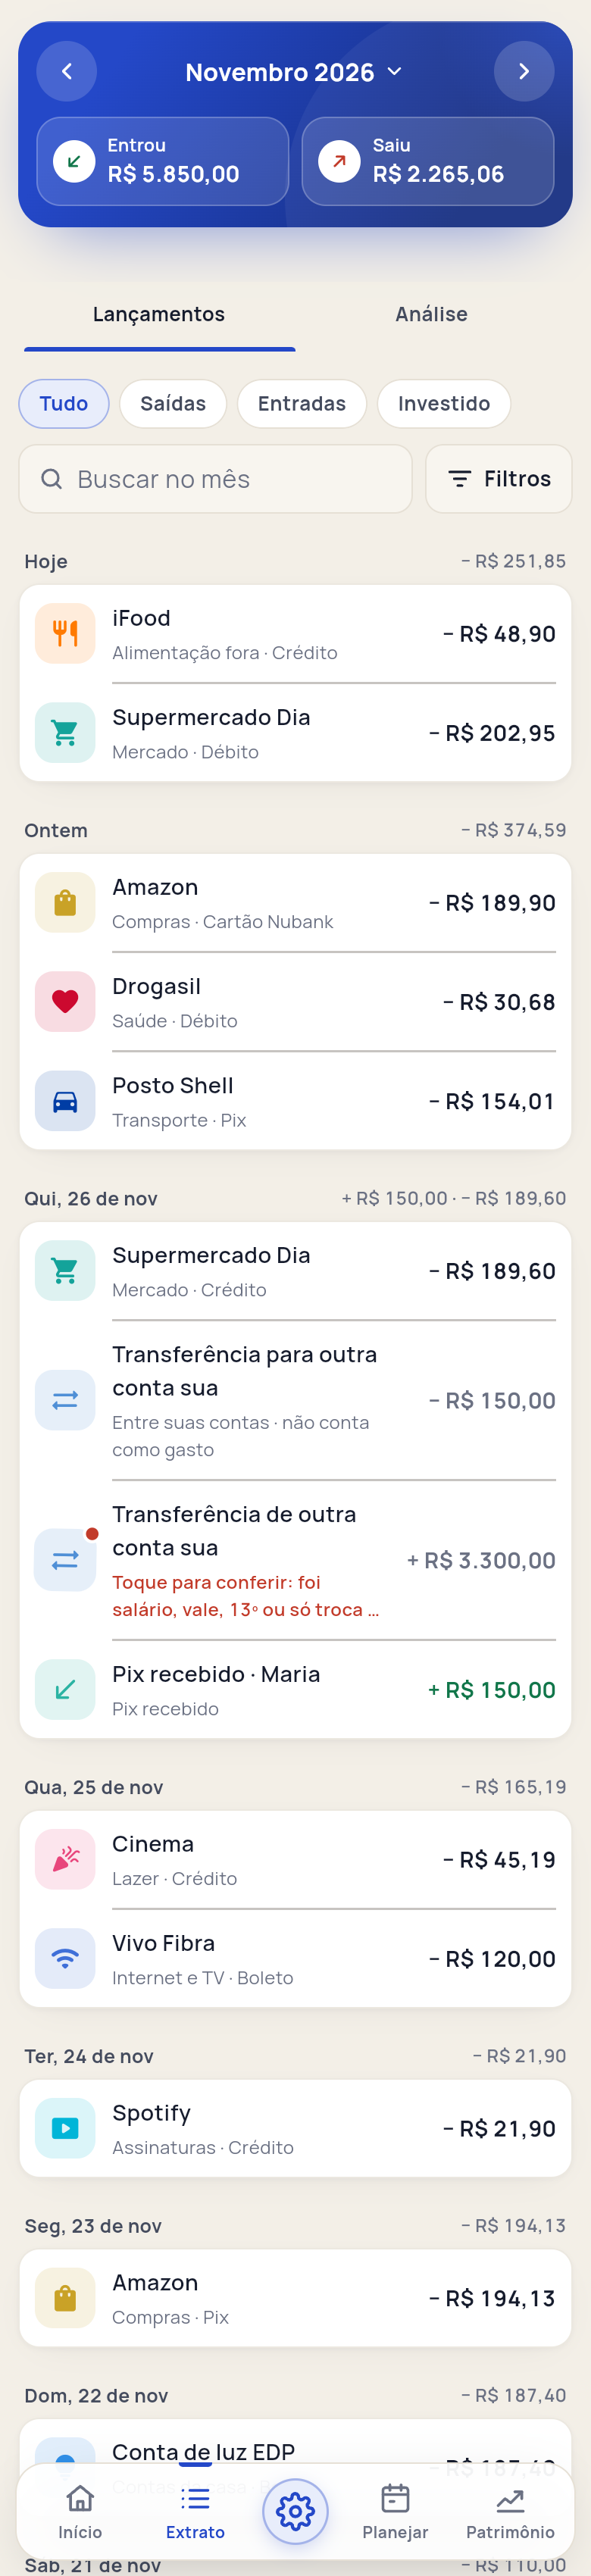 Novembro 2026
Entrou
R$ 5.850,00
Saiu
R$ 2.265,06
Lançamentos
Análise
Tudo
Saídas
Entradas
Investido
Buscar no mês
Filtros
Hoje
− R$ 251,85
iFood
Alimentação fora · Crédito
− R$ 48,90
Supermercado Dia
Mercado · Débito
− R$ 202,95
Ontem
− R$ 374,59
Amazon
Compras · Cartão Nubank
− R$ 189,90
Drogasil
Saúde · Débito
− R$ 30,68
Posto Shell
Transporte · Pix
− R$ 154,01
Qui, 26 de nov
+ R$ 150,00 · − R$ 189,60
Supermercado Dia
Mercado · Crédito
− R$ 189,60
Transferência para outra
conta sua
Entre suas contas · não conta
como gasto
− R$ 150,00
Transferência de outra
conta sua
Toque para conferir: foi
salário, vale, 13º ou só troca …
+ R$ 3.300,00
Pix recebido · Maria
Pix recebido
+ R$ 150,00
Qua, 25 de nov
− R$ 165,19
Cinema
Lazer · Crédito
− R$ 45,19
Vivo Fibra
Internet e TV · Boleto
− R$ 120,00
Ter, 24 de nov
− R$ 21,90
Spotify
Assinaturas · Crédito
− R$ 21,90
Seg, 23 de nov
− R$ 194,13
Amazon
Compras · Pix
− R$ 194,13
Dom, 22 de nov
− R$ 187,40
Conta de luz EDP
− R$ 187,40
Início
Extrato
Planejar
Patrimônio
Sáb, 21 de nov
− R$ 110,00